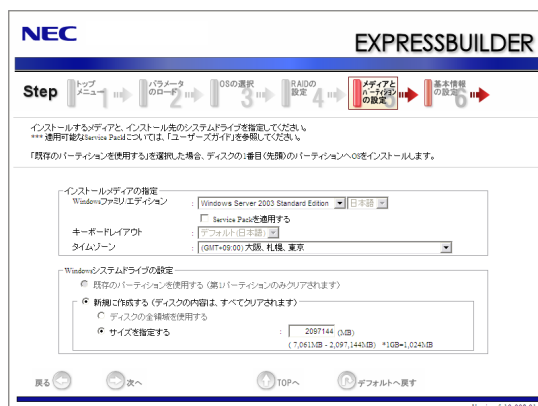 NEC
EXPRESSBUILDER
Step
トップメニュー 1
パラメータのロード 2
OSの選択 3
RAIDの設定 4
メディアとパーティションの設定 5
基本情報の設定 6
インストールするメディアと、インストール先のシステムドライブを指定してください。
*** 適用可能なService Packについては、「ユーザーズガイド」を参照してください。
「既存のパーティションを使用する」を選択した場合、ディスクの1番目(先頭)のパーティションへOSをインストールします。
インストールメディアの指定
Windowsファミリ/エディション : Windows Server 2003 Standard Edition 日本語
Service Packを適用する
キーボードレイアウト : デフォルト(日本語)
タイムゾーン : (GMT+09:00) 大阪、札幌、東京
Windowsシステムドライブの設定
既存のパーティションを使用する (第1パーティションのみクリアされます)
新規に作成する (ディスクの内容は、すべてクリアされます)
ディスクの全領域を使用する
サイズを指定する : 2097144 (MB)
( 7,061MB - 2,097,144MB) *1GB=1,024MB
戻る 次へ TOPへ デフォルトへ戻す